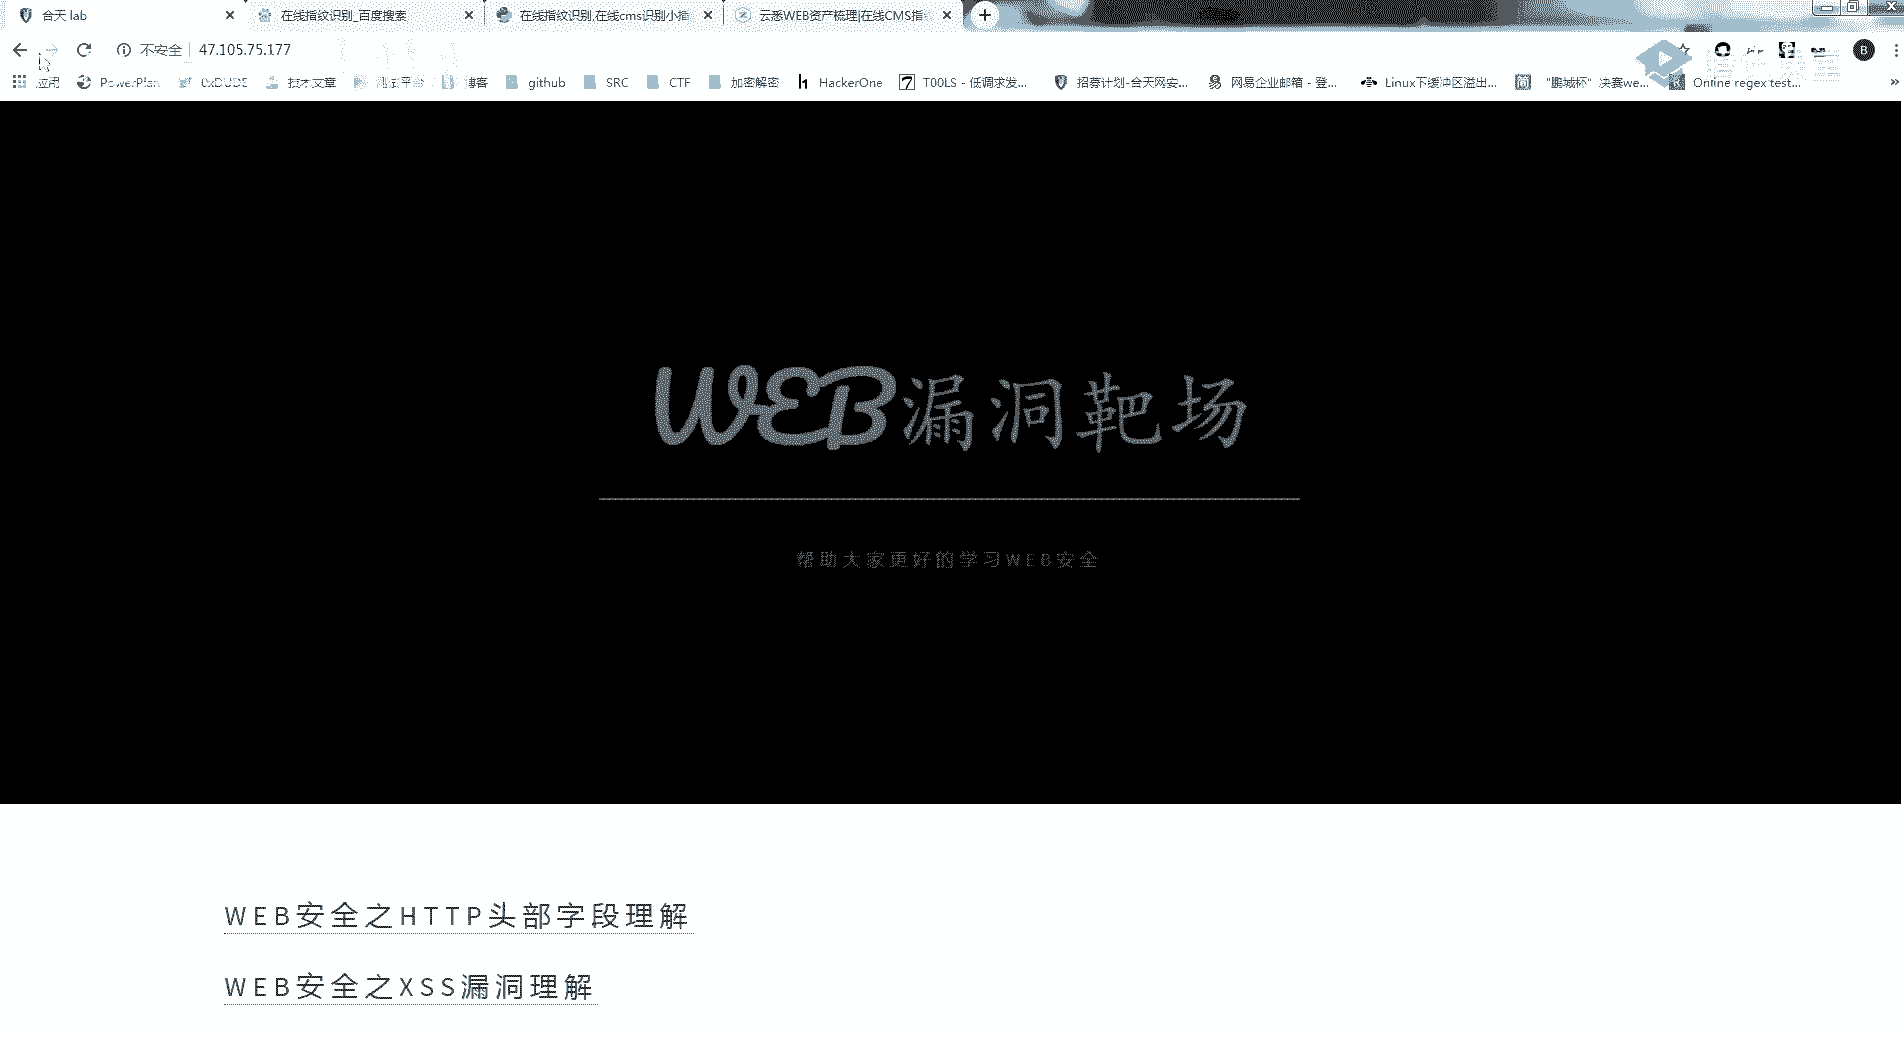 合天 lab
在线指纹识别_百度搜索
在线指纹识别,在线cms识别小插
云悉WEB资产梳理|在线CMS指纹
不安全 47.105.75.177
B
应用 PowerPlan 0xDUDE 技术文章 测试平台 博客 github SRC CTF 加密解密 HackerOne T00LS - 低调求发... 招募计划-合天网安... 网易企业邮箱 - 登... Linux下缓冲区溢出... "鹏城杯" 决赛we... Online regex test... »
WEB漏洞靶场
帮助大家更好的学习WEB安全
WEB安全之HTTP头部字段理解
WEB安全之XSS漏洞理解